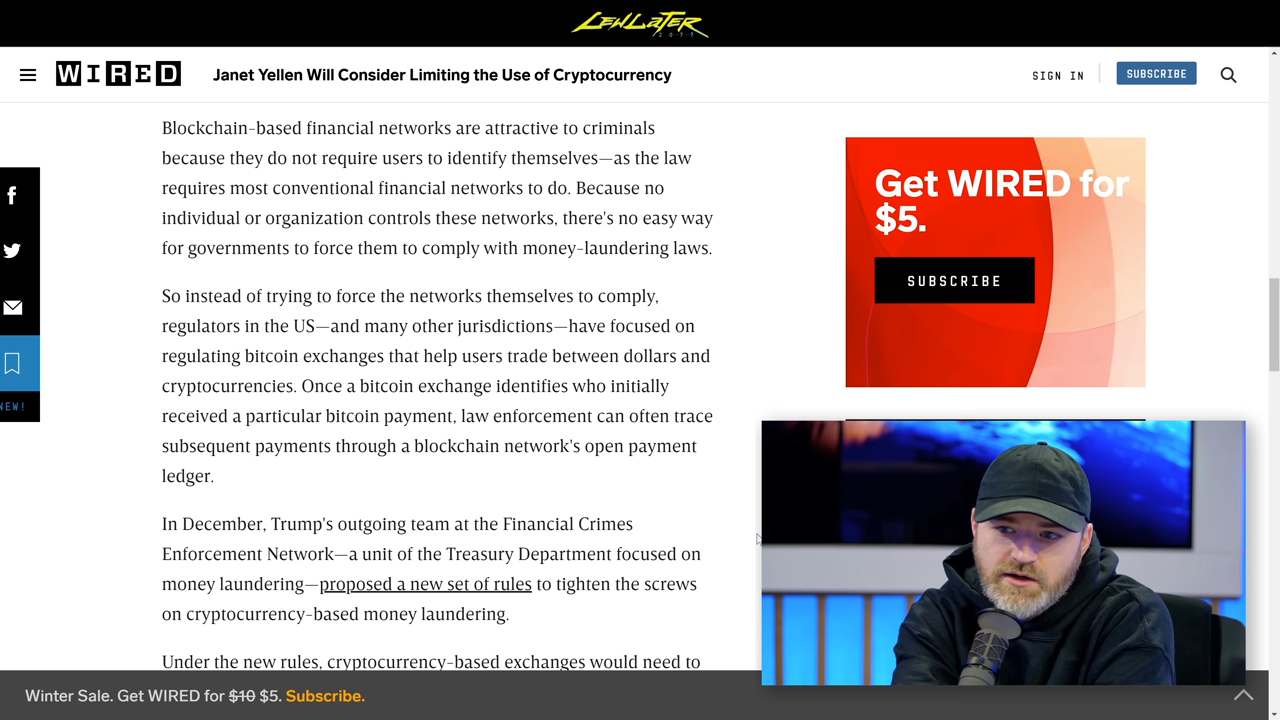 LEWLATER
2077
WIRED
Janet Yellen Will Consider Limiting the Use of Cryptocurrency
SIGN IN
SUBSCRIBE
Blockchain-based financial networks are attractive to criminals
because they do not require users to identify themselves—as the law
requires most conventional financial networks to do. Because no
individual or organization controls these networks, there's no easy way
for governments to force them to comply with money-laundering laws.
So instead of trying to force the networks themselves to comply,
regulators in the US—and many other jurisdictions—have focused on
regulating bitcoin exchanges that help users trade between dollars and
cryptocurrencies. Once a bitcoin exchange identifies who initially
received a particular bitcoin payment, law enforcement can often trace
subsequent payments through a blockchain network's open payment
ledger.
In December, Trump's outgoing team at the Financial Crimes
Enforcement Network—a unit of the Treasury Department focused on
money laundering—proposed a new set of rules to tighten the screws
on cryptocurrency-based money laundering.
Under the new rules, cryptocurrency-based exchanges would need to
NEW!
Get WIRED for
$5.
SUBSCRIBE
Winter Sale. Get WIRED for $10 $5. Subscribe.